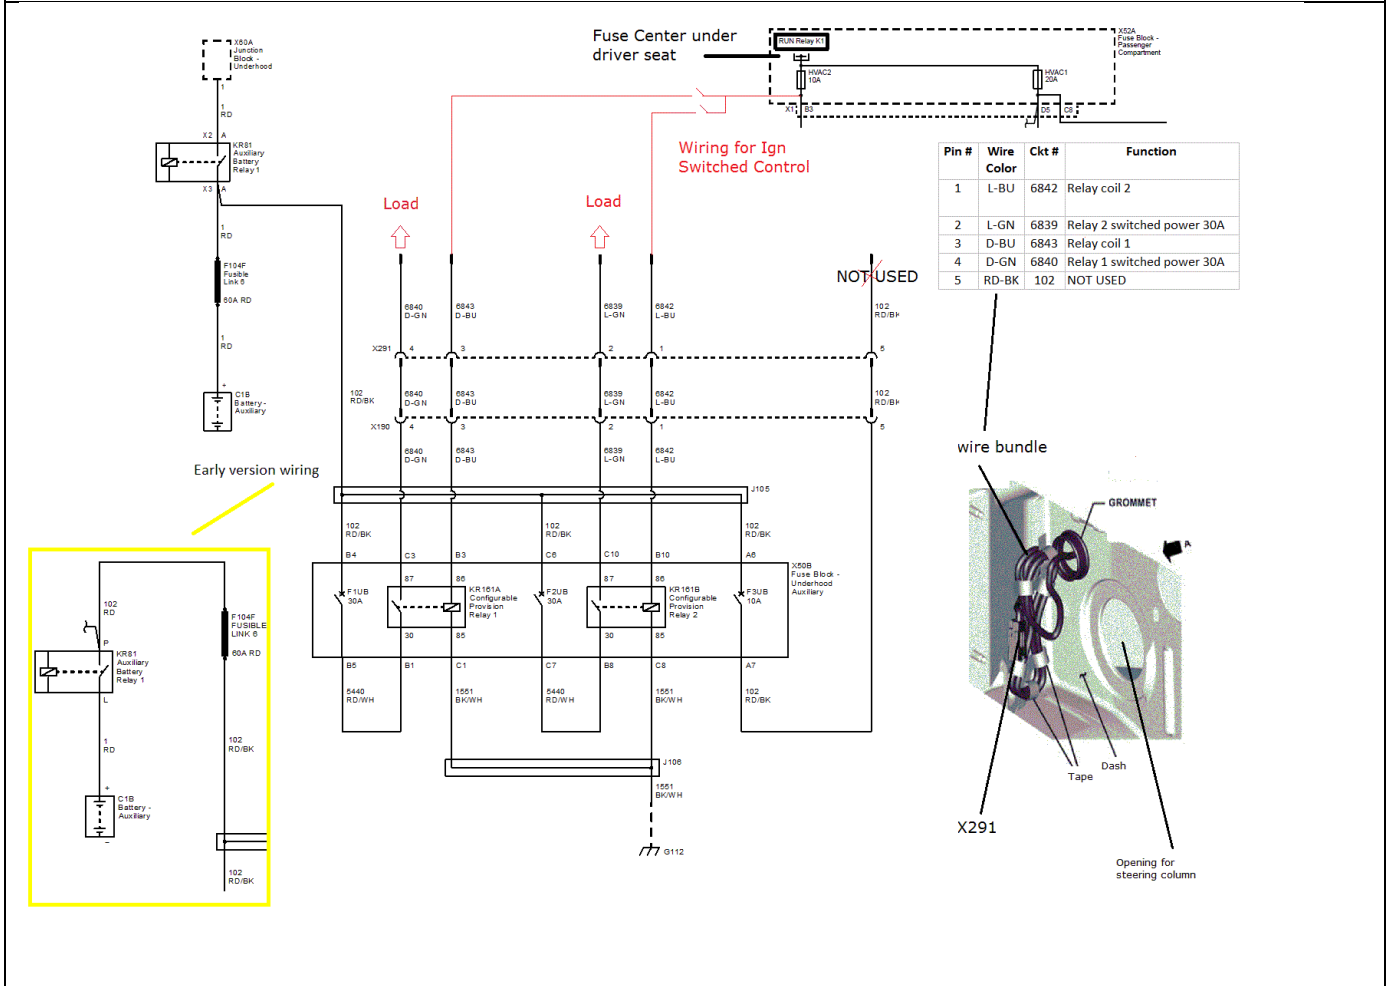 Fuse Center under
driver seat
RUN Relay K1
X52A
Fuse Block -
Passenger
Compartment
HVAC2
10A
HVAC1
20A
X1 B3
D5 C8
X60A
Junction
Block -
Underhood
1
1
RD
X2 A
KR81
Auxiliary
Battery
Relay 1
X3 A
1
RD
F104F
Fusible
Link 6
60A RD
1
RD
+
C1B
Battery -
Auxiliary
Wiring for Ign
Switched Control
Load
Load
NOT USED
Pin # Wire Color Ckt # Function
1 L-BU 6842 Relay coil 2
2 L-GN 6839 Relay 2 switched power 30A
3 D-BU 6843 Relay coil 1
4 D-GN 6840 Relay 1 switched power 30A
5 RD-BK 102 NOT USED
6840
D-GN
6843
D-BU
6839
L-GN
6842
L-BU
102
RD/BK
X291 4 3 2 1 5
102
RD/BK
6840
D-GN
6843
D-BU
6839
L-GN
6842
L-BU
102
RD/BK
X190 4 3 2 1 5
6840
D-GN
6843
D-BU
6839
L-GN
6842
L-BU
J105
102
RD/BK
102
RD/BK
102
RD/BK
B4 C3 B3 C6 C10 B10 A6
X50B
Fuse Block -
Underhood
Auxiliary
87 86
87 86
F1UB
30A
KR161A
Configurable
Provision
Relay 1
F2UB
30A
KR161B
Configurable
Provision
Relay 2
F3UB
10A
30 85
30 85
B5 B1 C1 C7 B8 C8 A7
5440
RD/WH
1551
BK/WH
5440
RD/WH
1551
BK/WH
102
RD/BK
J106
1551
BK/WH
G112
Early version wiring
102
RD
P
KR81
Auxiliary
Battery
Relay 1
L
1
RD
+
C1B
Battery -
Auxiliary
-
F104F
FUSIBLE
LINK 6
60A RD
102
RD/BK
102
RD/BK
wire bundle
GROMMET
Tape
Dash
X291
Opening for
steering column